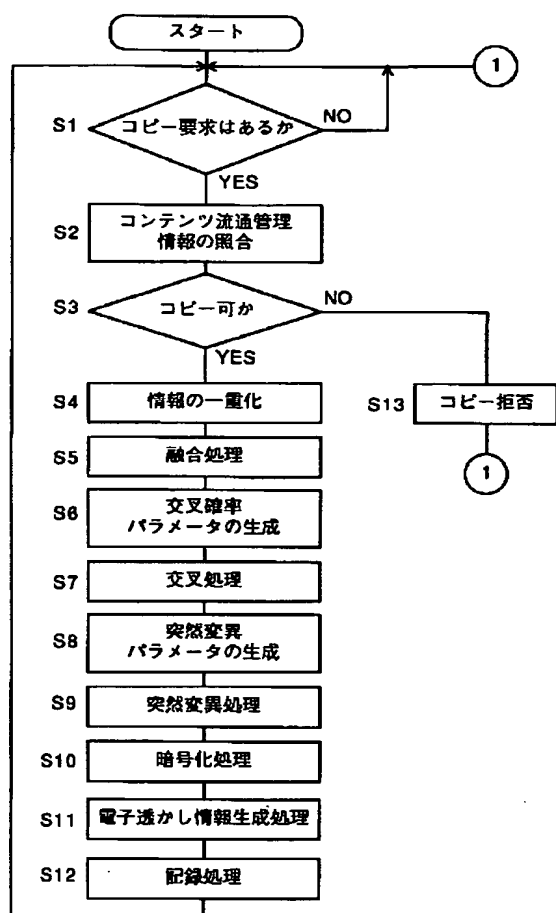 スタート
1
S1
コピー要求はあるか
NO
YES
S2
コンテンツ流通管理
情報の照合
S3
コピー可か
NO
YES
S4
情報の一重化
S13
コピー拒否
S5
融合処理
1
S6
交叉確率
パラメータの生成
S7
交叉処理
S8
突然変異
パラメータの生成
S9
突然変異処理
S10
暗号化処理
S11
電子透かし情報生成処理
S12
記録処理